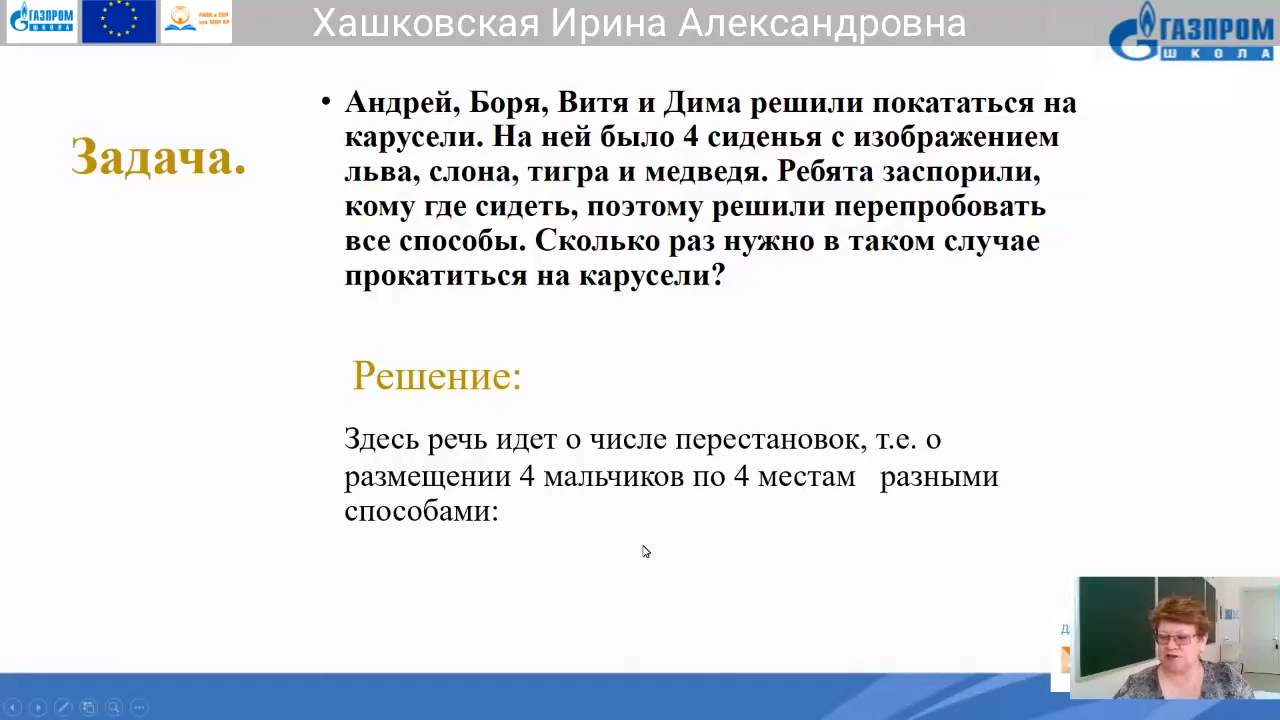 ГАЗПРОМ
ШКОЛА
Хашковская Ирина Александровна
ГАЗПРОМ
ШКОЛА
Задача.
• Андрей, Боря, Витя и Дима решили покататься на
карусели. На ней было 4 сиденья с изображением
льва, слона, тигра и медведя. Ребята заспорили,
кому где сидеть, поэтому решили перепробовать
все способы. Сколько раз нужно в таком случае
прокатиться на карусели?
Решение:
Здесь речь идет о числе перестановок, т.е. о
размещении 4 мальчиков по 4 местам разными
способами: